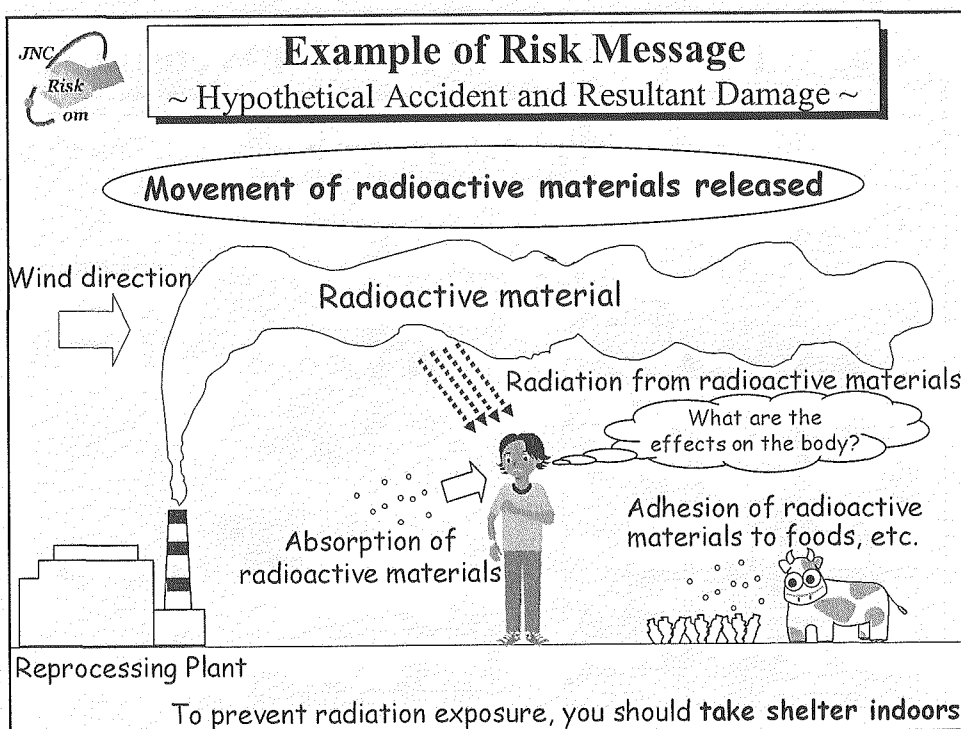 JNC
Risk
om
Example of Risk Message
~ Hypothetical Accident and Resultant Damage ~
Movement of radioactive materials released
Wind direction
Radioactive material
Radiation from radioactive materials
What are the
effects on the body?
Absorption of
radioactive materials
Adhesion of radioactive
materials to foods, etc.
Reprocessing Plant
To prevent radiation exposure, you should take shelter indoors